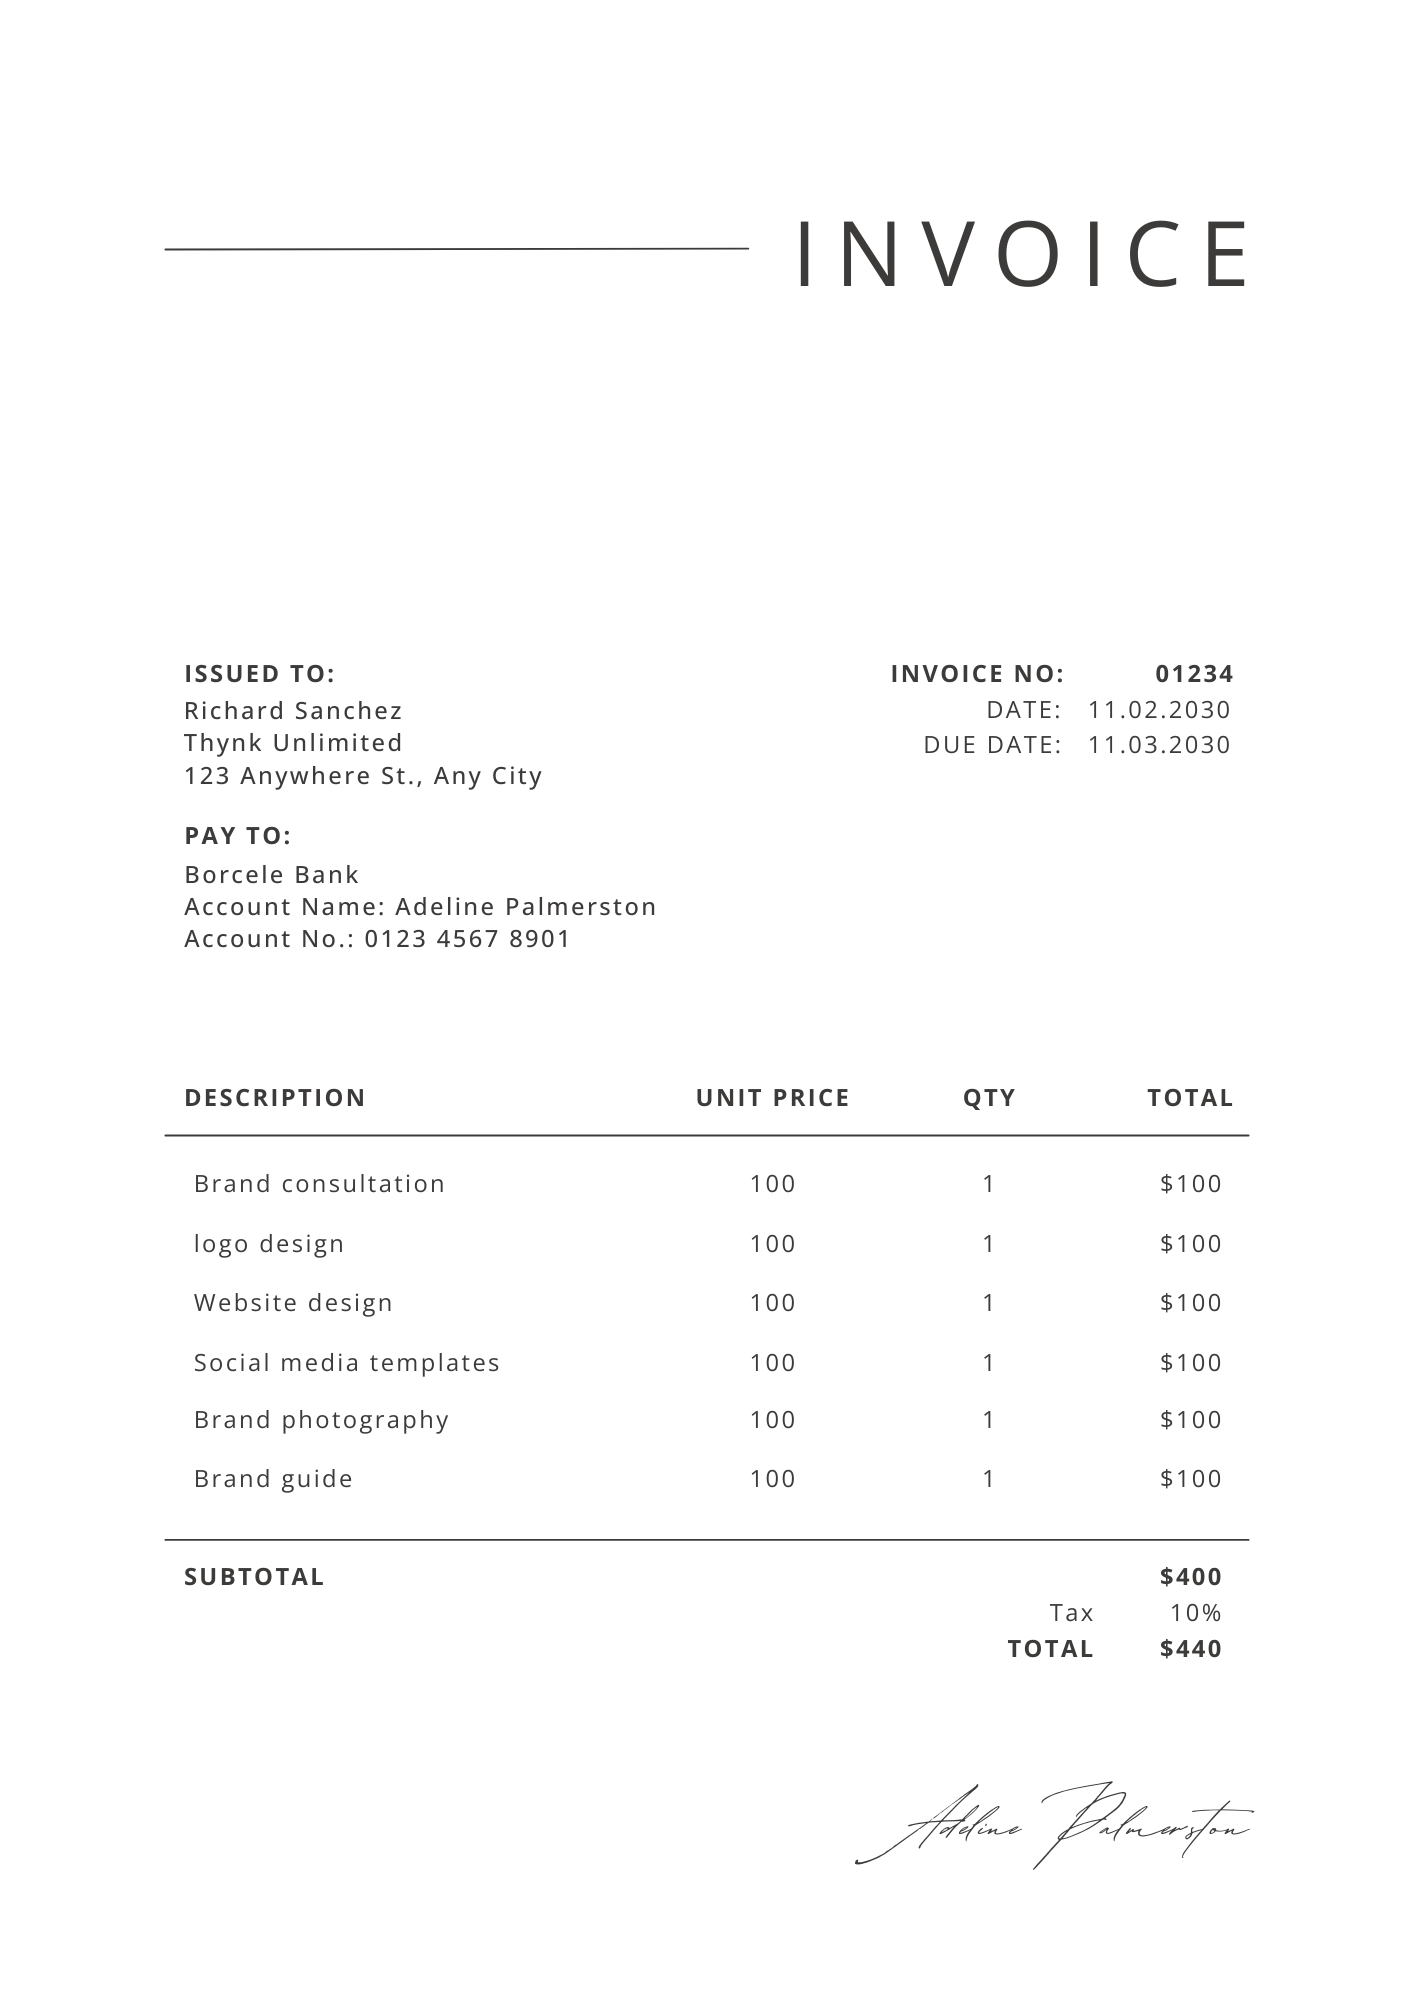 INVOICE
ISSUED TO:
Richard Sanchez
Thynk Unlimited
123 Anywhere St., Any City
INVOICE NO: 01234
DATE: 11.02.2030
DUE DATE: 11.03.2030
PAY TO:
Borcele Bank
Account Name: Adeline Palmerston
Account No.: 0123 4567 8901
DESCRIPTION UNIT PRICE QTY TOTAL
Brand consultation 100 1 $100
logo design 100 1 $100
Website design 100 1 $100
Social media templates 100 1 $100
Brand photography 100 1 $100
Brand guide 100 1 $100
SUBTOTAL $400
Tax 10%
TOTAL $440
Adeline Palmerston